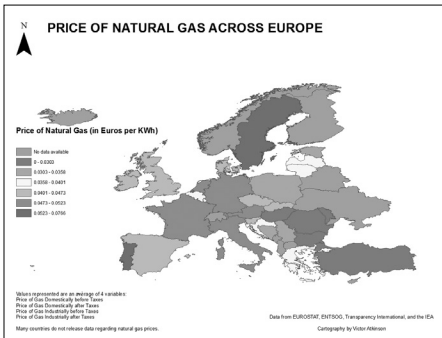 N
PRICE OF NATURAL GAS ACROSS EUROPE
Price of Natural Gas (in Euros per KWh)
No data available
0 - 0.0303
0.0303 - 0.0358
0.0358 - 0.0401
0.0401 - 0.0473
0.0473 - 0.0523
0.0523 - 0.0766
Values represented are an average of 4 variables:
Price of Gas Domestically before Taxes
Price of Gas Domestically after Taxes
Price of Gas Industrially before Taxes
Price of Gas Industrially after Taxes
Many countries do not release data regarding natural gas prices.
Data from EUROSTAT, ENTSOG, Transparency International, and the IEA
Cartography by Victor Atkinson